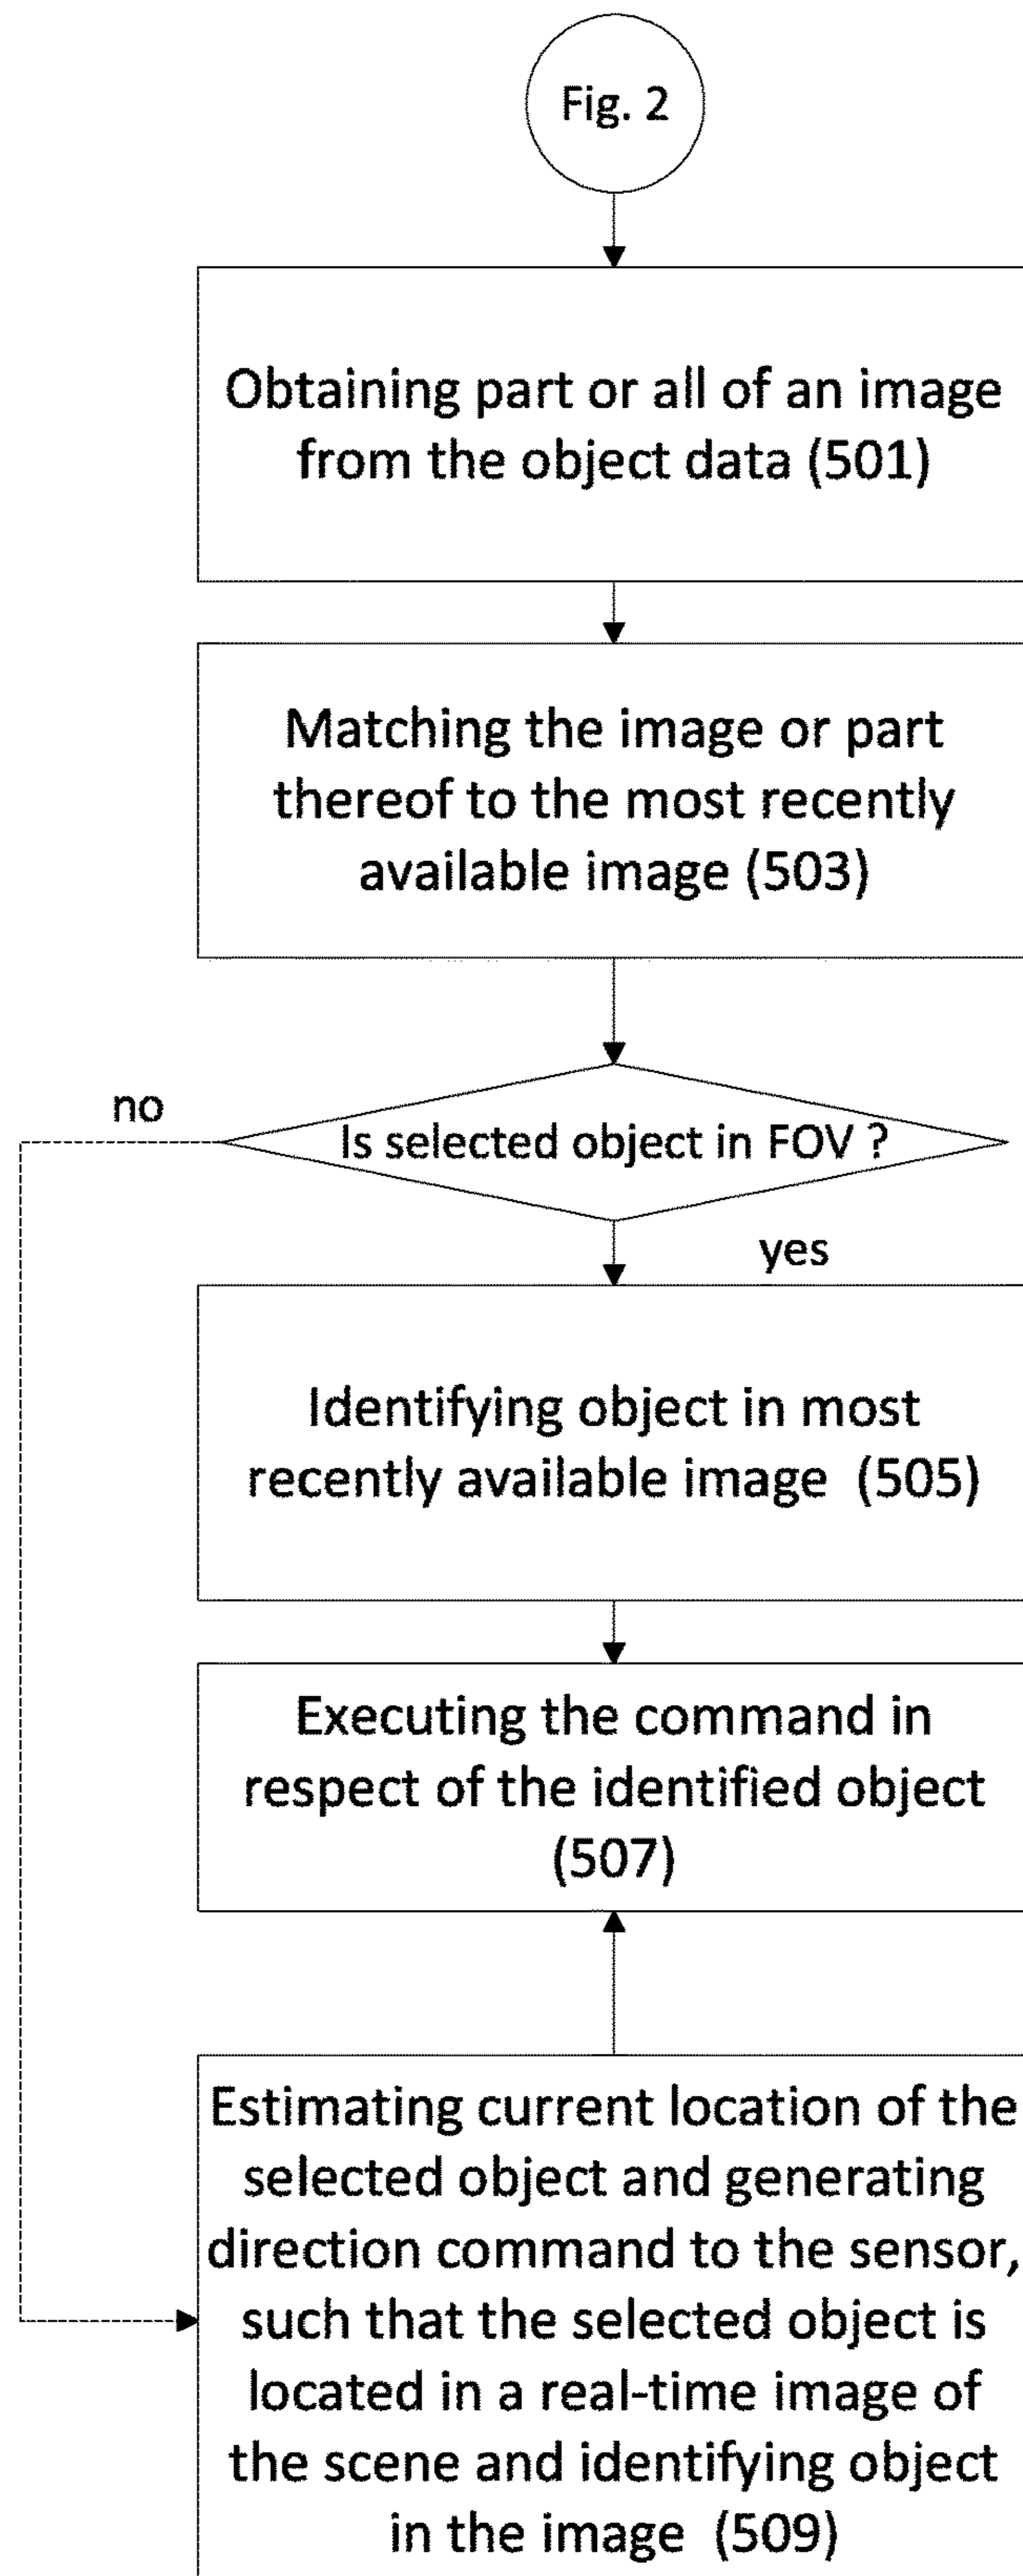 Fig. 2
Obtaining part or all of an image
from the object data (501)
Matching the image or part
thereof to the most recently
available image (503)
no
Is selected object in FOV ?
yes
Identifying object in most
recently available image (505)
Executing the command in
respect of the identified object
(507)
Estimating current location of the
selected object and generating
direction command to the sensor,
such that the selected object is
located in a real-time image of
the scene and identifying object
in the image (509)